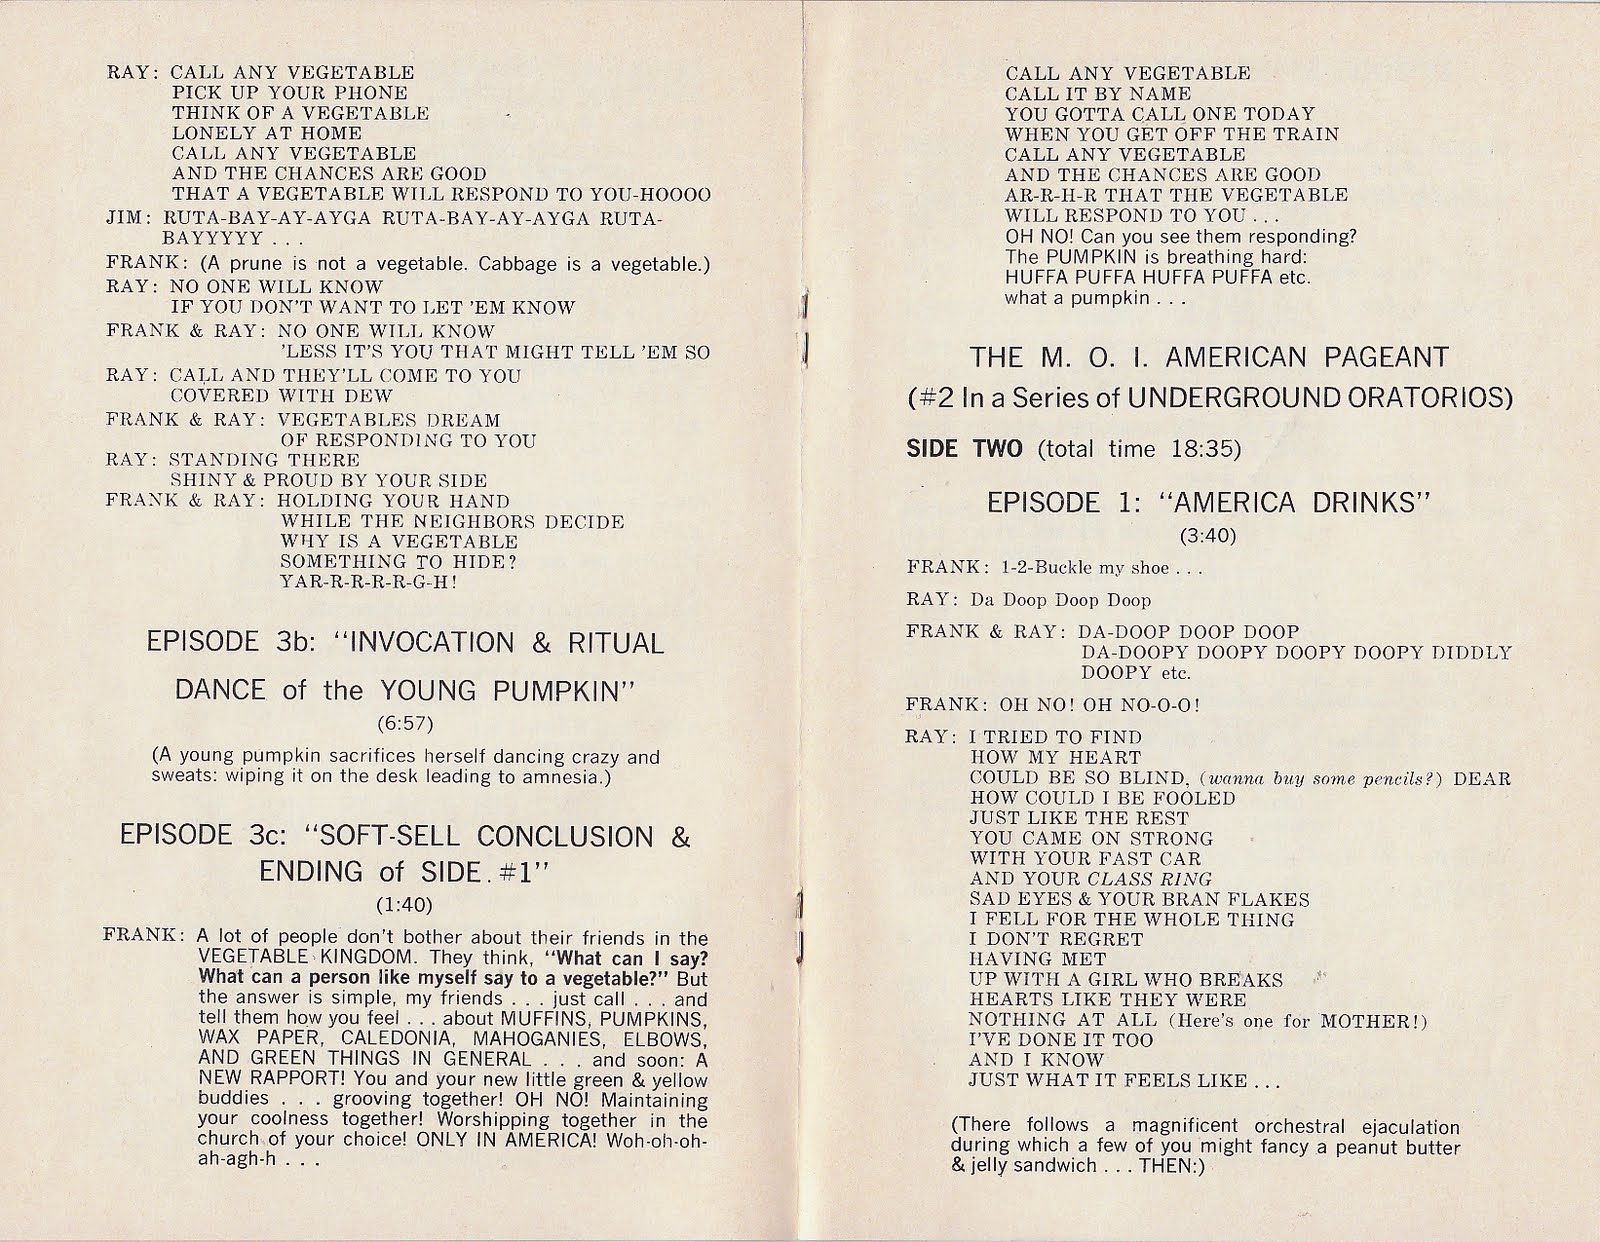 RAY: CALL ANY VEGETABLE
PICK UP YOUR PHONE
THINK OF A VEGETABLE
LONELY AT HOME
CALL ANY VEGETABLE
AND THE CHANCES ARE GOOD
THAT A VEGETABLE WILL RESPOND TO YOU-HOOOO
JIM: RUTA-BAY-AY-AYGA RUTA-BAY-AY-AYGA RUTA-
BAYYYYY . . .
FRANK: (A prune is not a vegetable. Cabbage is a vegetable.)
RAY: NO ONE WILL KNOW
IF YOU DON'T WANT TO LET 'EM KNOW
FRANK & RAY: NO ONE WILL KNOW
'LESS IT'S YOU THAT MIGHT TELL 'EM SO
RAY: CALL AND THEY'LL COME TO YOU
COVERED WITH DEW
FRANK & RAY: VEGETABLES DREAM
OF RESPONDING TO YOU
RAY: STANDING THERE
SHINY & PROUD BY YOUR SIDE
FRANK & RAY: HOLDING YOUR HAND
WHILE THE NEIGHBORS DECIDE
WHY IS A VEGETABLE
SOMETHING TO HIDE?
YAR-R-R-R-R-G-H!
EPISODE 3b: "INVOCATION & RITUAL
DANCE of the YOUNG PUMPKIN"
(6:57)
(A young pumpkin sacrifices herself dancing crazy and
sweats: wiping it on the desk leading to amnesia.)
EPISODE 3c: "SOFT-SELL CONCLUSION &
ENDING of SIDE. #1"
(1:40)
FRANK: A lot of people don't bother about their friends in the
VEGETABLE KINGDOM. They think, "What can I say?
What can a person like myself say to a vegetable?" But
the answer is simple, my friends . . . just call . . . and
tell them how you feel . . . about MUFFINS, PUMPKINS,
WAX PAPER, CALEDONIA, MAHOGANIES, ELBOWS,
AND GREEN THINGS IN GENERAL . . . and soon: A
NEW RAPPORT! You and your new little green & yellow
buddies . . . grooving together! OH NO! Maintaining
your coolness together! Worshipping together in the
church of your choice! ONLY IN AMERICA! Woh-oh-oh-
ah-agh-h . . .
CALL ANY VEGETABLE
CALL IT BY NAME
YOU GOTTA CALL ONE TODAY
WHEN YOU GET OFF THE TRAIN
CALL ANY VEGETABLE
AND THE CHANCES ARE GOOD
AR-R-H-R THAT THE VEGETABLE
WILL RESPOND TO YOU . . .
OH NO! Can you see them responding?
The PUMPKIN is breathing hard:
HUFFA PUFFA HUFFA PUFFA etc.
what a pumpkin . . .
THE M. O. I. AMERICAN PAGEANT
(#2 In a Series of UNDERGROUND ORATORIOS)
SIDE TWO (total time 18:35)
EPISODE 1: "AMERICA DRINKS"
(3:40)
FRANK: 1-2-Buckle my shoe . . .
RAY: Da Doop Doop Doop
FRANK & RAY: DA-DOOP DOOP DOOP
DA-DOOPY DOOPY DOOPY DOOPY DIDDLY
DOOPY etc.
FRANK: OH NO! OH NO-O-O!
RAY: I TRIED TO FIND
HOW MY HEART
COULD BE SO BLIND, (wanna buy some pencils?) DEAR
HOW COULD I BE FOOLED
JUST LIKE THE REST
YOU CAME ON STRONG
WITH YOUR FAST CAR
AND YOUR CLASS RING
SAD EYES & YOUR BRAN FLAKES
I FELL FOR THE WHOLE THING
I DON'T REGRET
HAVING MET
UP WITH A GIRL WHO BREAKS
HEARTS LIKE THEY WERE
NOTHING AT ALL (Here's one for MOTHER!)
I'VE DONE IT TOO
AND I KNOW
JUST WHAT IT FEELS LIKE . . .
(There follows a magnificent orchestral ejaculation
during which a few of you might fancy a peanut butter
& jelly sandwich . . . THEN:)